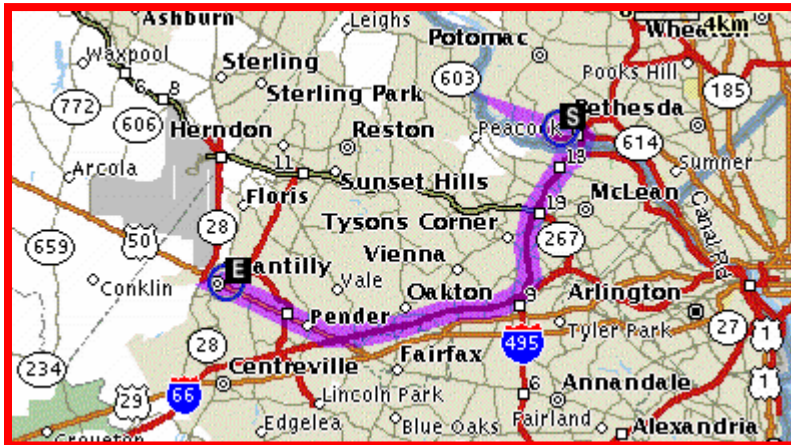 Ashburn
Leighs
Wheaton
4km
Potomac
Waxpool
Sterling
603
Pooks Hill
6
8
185
772
Sterling Park
S
Bethesda
606
Herndon
Reston
Peacock
614
13
Sumner
Arcola
11
Sunset Hills
McLean
Floris
19
Tysons Corner
Canal Rd
50
28
267
659
Vienna
E
Chantilly
Vale
Conklin
Oakton
9
Arlington
Pender
Tyler Park
27
1
495
28
Fairfax
234
Centreville
1
66
6
Annandale
29
Lincoln Park
Edgelea
Blue Oaks
Fairland
Alexandria